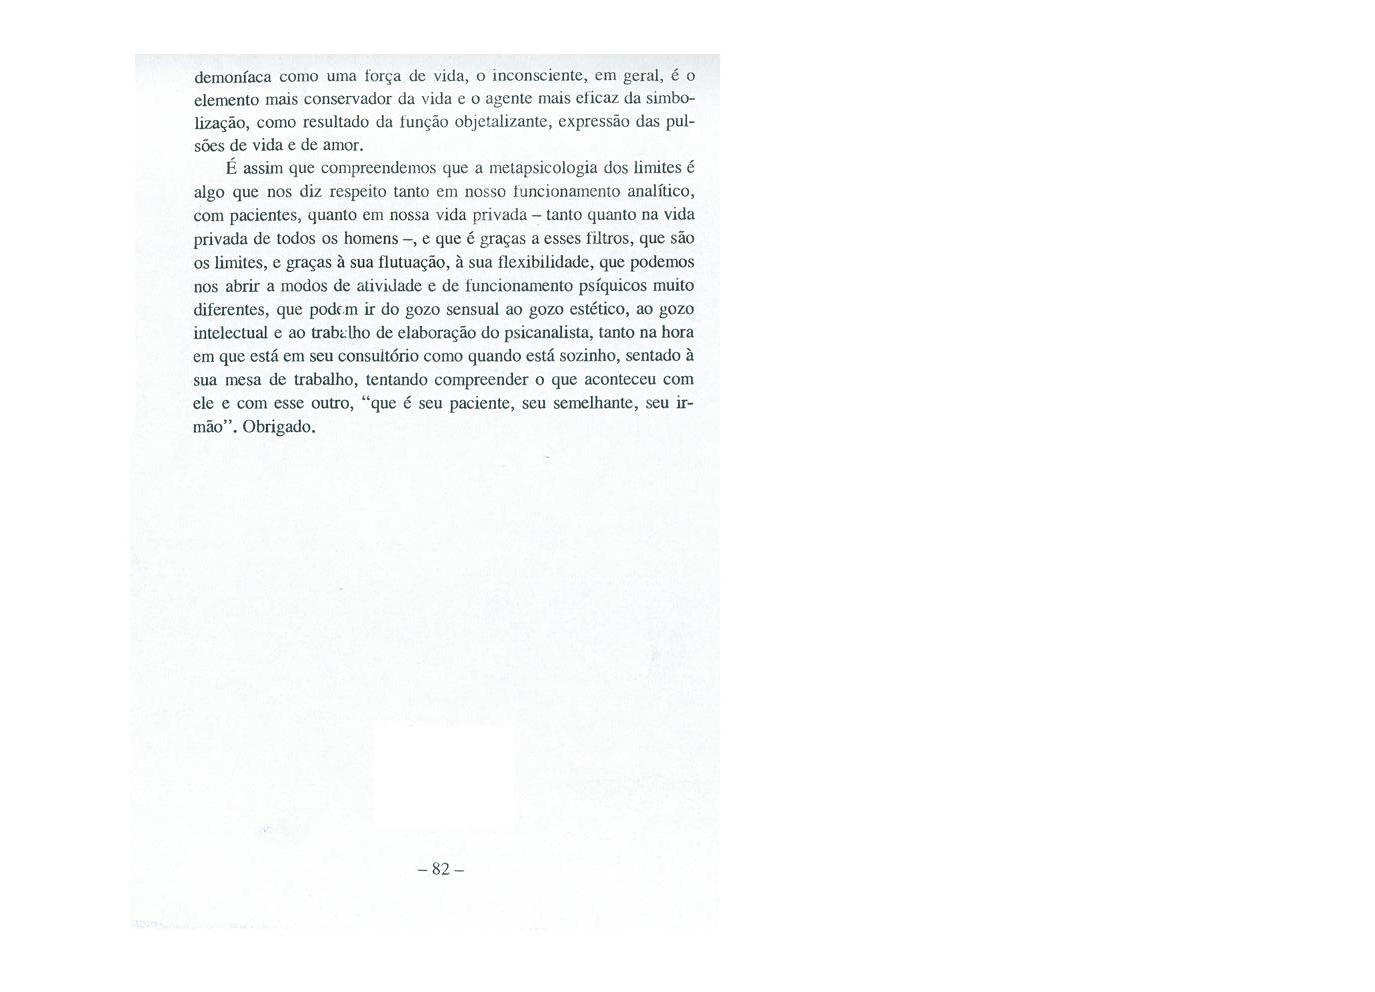 demoníaca como uma força de vida, o inconsciente, em geral, é o
elemento mais conservador da vida e o agente mais eficaz da simbo-
lização, como resultado da função objetalizante, expressão das pul-
sões de vida e de amor.
É assim que compreendemos que a metapsicologia dos limites é
algo que nos diz respeito tanto em nosso funcionamento analítico,
com pacientes, quanto em nossa vida privada – tanto quanto na vida
privada de todos os homens –, e que é graças a esses filtros, que são
os limites, e graças à sua flutuação, à sua flexibilidade, que podemos
nos abrir a modos de atividade e de funcionamento psíquicos muito
diferentes, que podem ir do gozo sensual ao gozo estético, ao gozo
intelectual e ao trabalho de elaboração do psicanalista, tanto na hora
em que está em seu consultório como quando está sozinho, sentado à
sua mesa de trabalho, tentando compreender o que aconteceu com
ele e com esse outro, “que é seu paciente, seu semelhante, seu ir-
mão”. Obrigado.
– 82 –